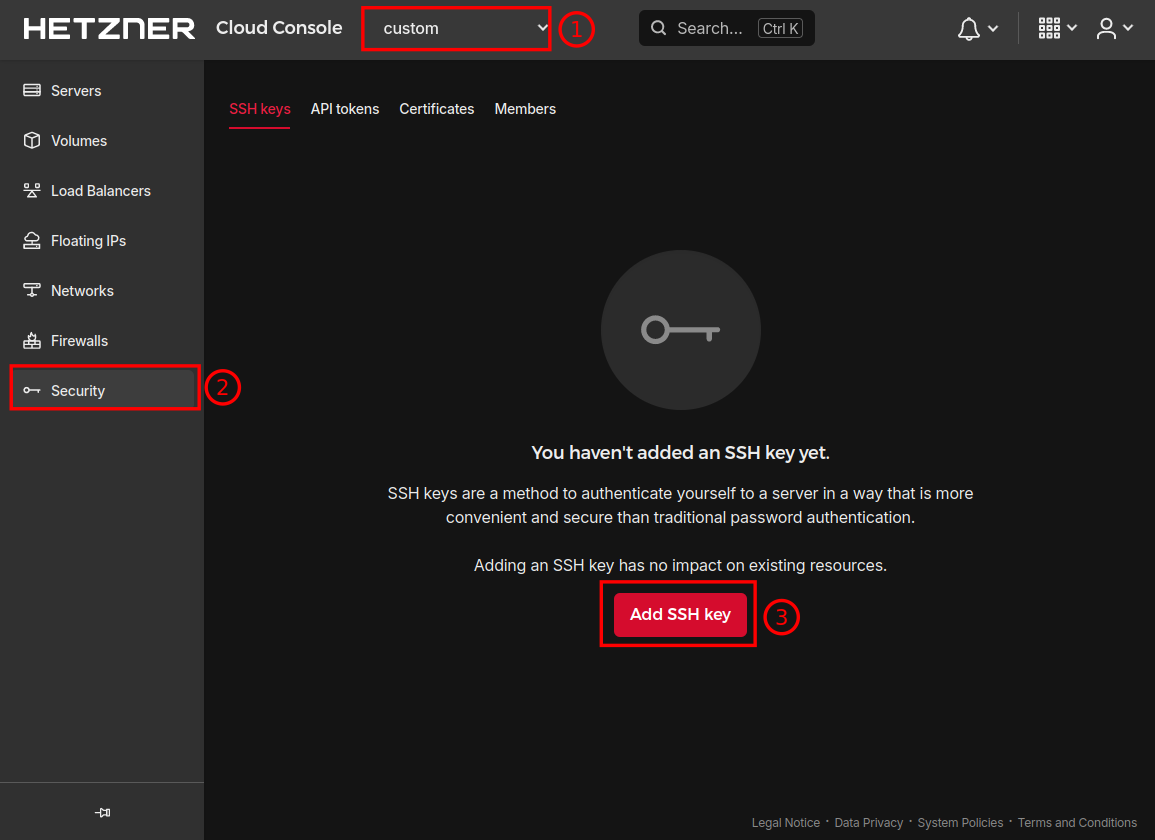 HETZNER Cloud Console custom 1 Search... Ctrl K
Servers
Volumes
Load Balancers
Floating IPs
Networks
Firewalls
Security 2
SSH keys API tokens Certificates Members
You haven't added an SSH key yet.
SSH keys are a method to authenticate yourself to a server in a way that is more
convenient and secure than traditional password authentication.
Adding an SSH key has no impact on existing resources.
Add SSH key 3
Legal Notice · Data Privacy · System Policies · Terms and Conditions